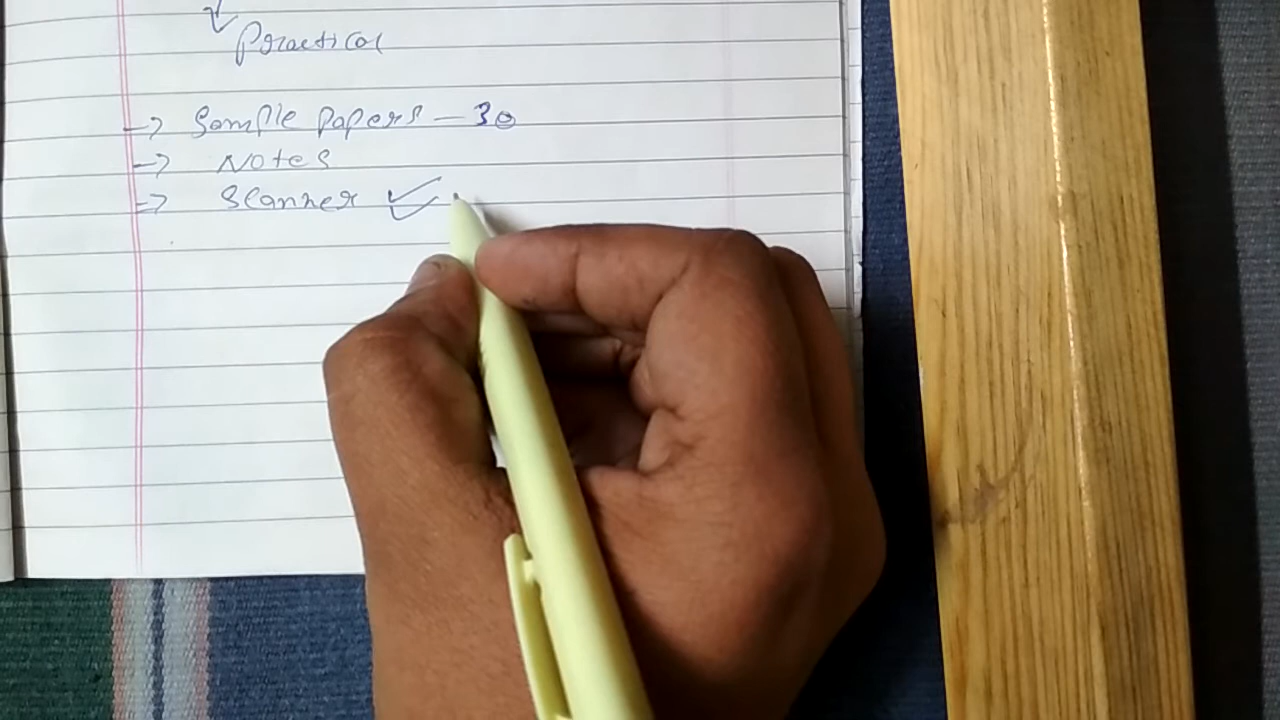 Practical
→ Sample Papers — 30
→ Notes
→ Scanner ✓